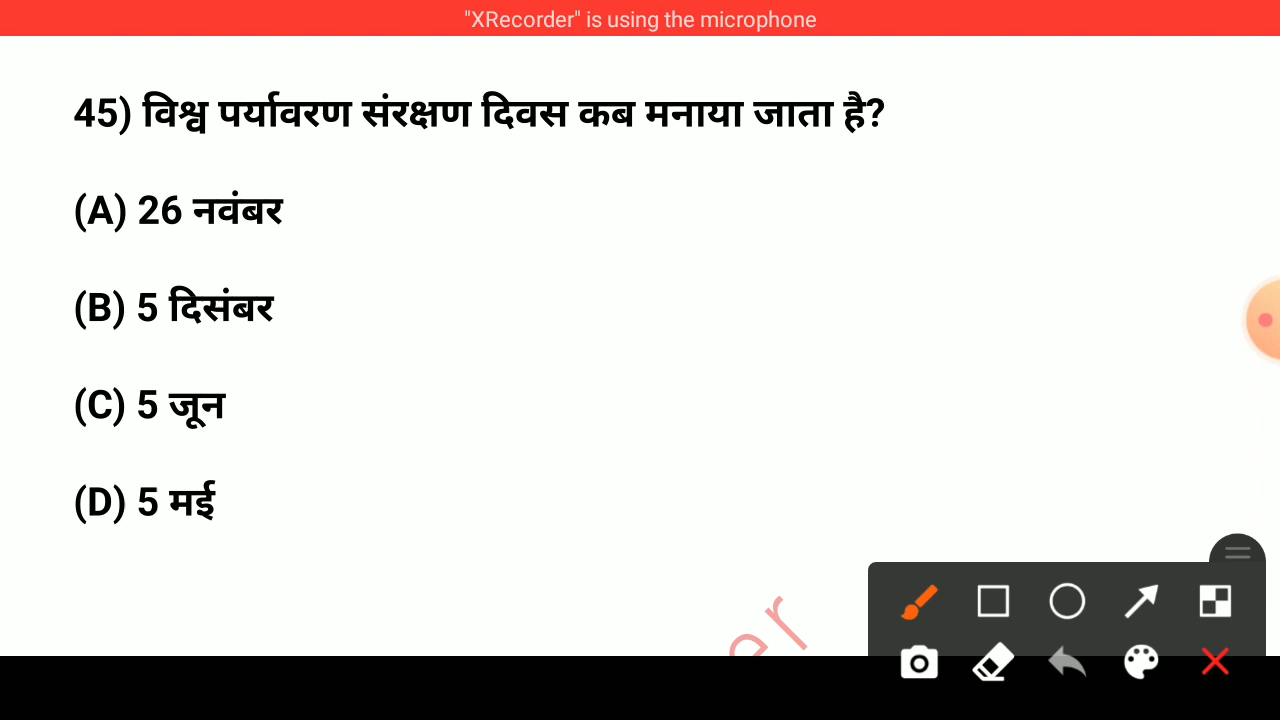 "XRecorder" is using the microphone
45) विश्व पर्यावरण संरक्षण दिवस कब मनाया जाता है?
(A) 26 नवंबर
(B) 5 दिसंबर
(C) 5 जून
(D) 5 मई
er